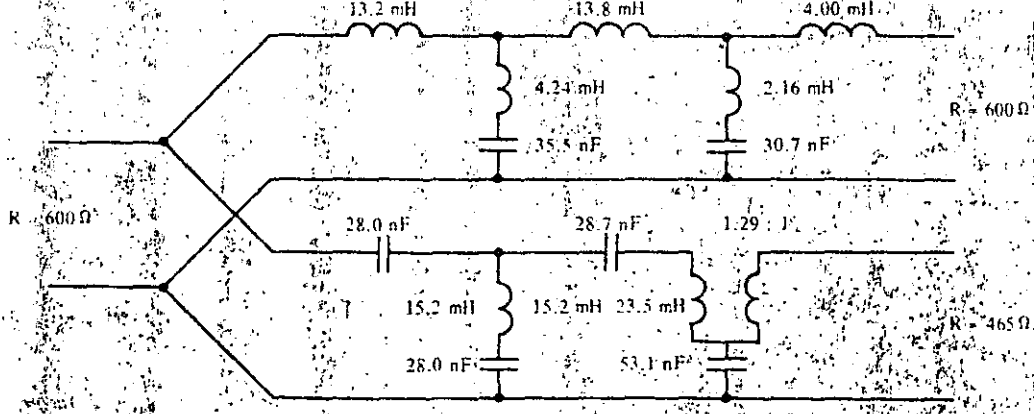 13.2 mH 13.8 mH 4.00 mH
4.24 mH 2.16 mH
R = 600 Ω
35.5 nF 30.7 nF
R 600 Ω
28.0 nF 28.7 nF 1.29 : 1
15.2 mH 15.2 mH 23.5 mH
R = 465 Ω
28.0 nF 53.1 nF